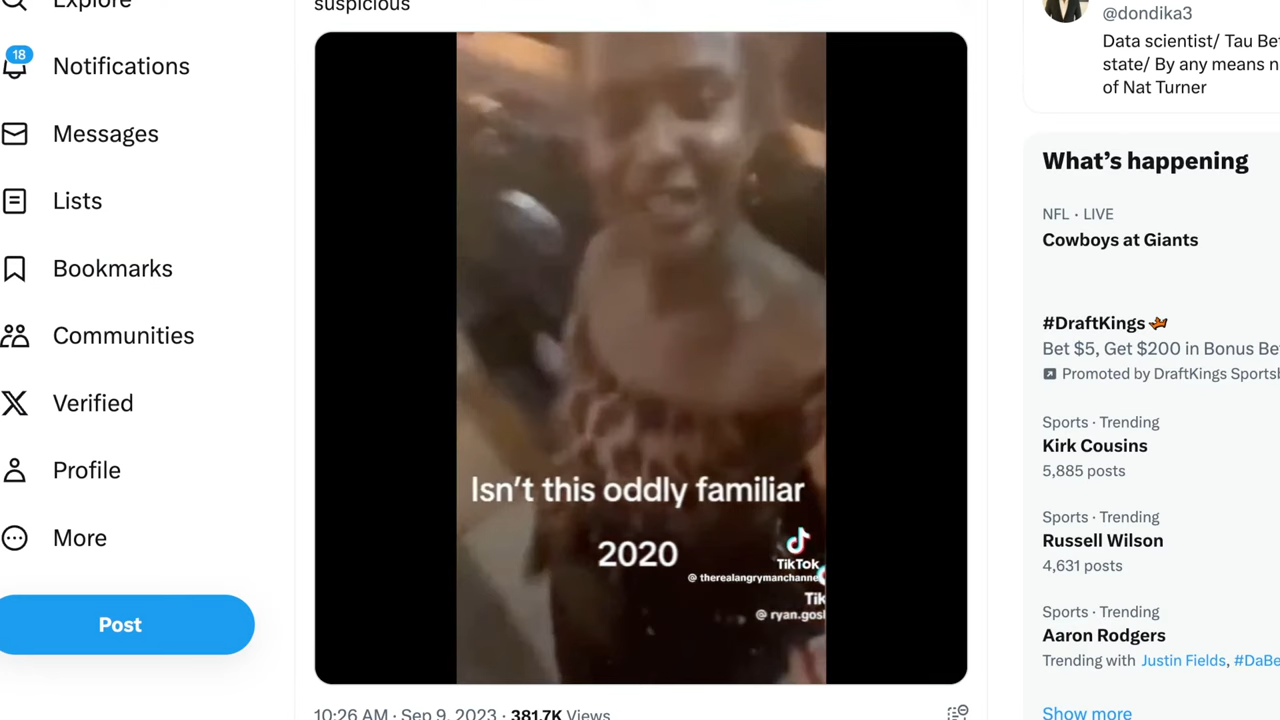 Explore
suspicious
18
Notifications
Messages
Lists
Bookmarks
Communities
Verified
Profile
More
Post
Isn't this oddly familiar
2020
TikTok
@ therealangrymanchanne
Tik
@ ryan.gosl
10:26 AM · Sep 9, 2023 · 381.7K Views
@dondika3
Data scientist/ Tau Be
state/ By any means n
of Nat Turner
What's happening
NFL · LIVE
Cowboys at Giants
#DraftKings
Bet $5, Get $200 in Bonus Be
Promoted by DraftKings Sportsb
Sports · Trending
Kirk Cousins
5,885 posts
Sports · Trending
Russell Wilson
4,631 posts
Sports · Trending
Aaron Rodgers
Trending with Justin Fields, #DaBe
Show more